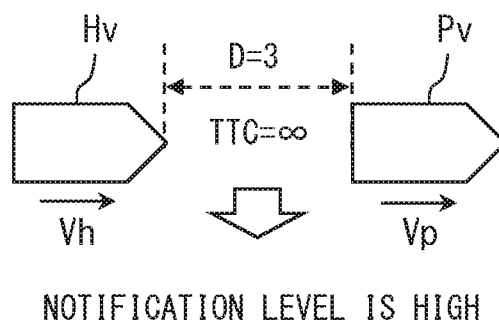 Hv Pv
D=3
TTC=∞
Vh Vp
NOTIFICATION LEVEL IS HIGH